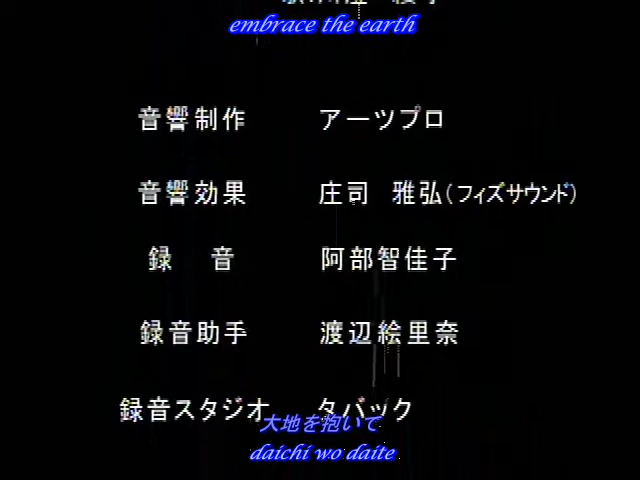 embrace the earth
音響制作 アーツプロ
音響効果 庄司 雅弘(フィズサウンド)
録 音 阿部智佳子
録音助手 渡辺絵里奈
録音スタジオ タバック
大地を抱いて
daichi wo daite